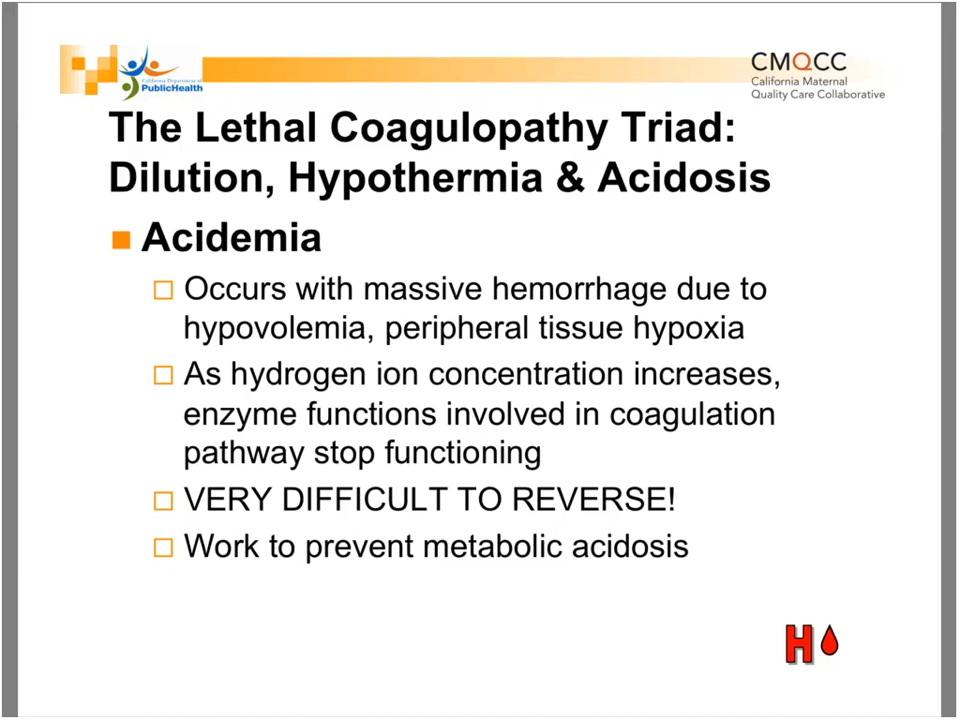 California Department of
PublicHealth
CMQCC
California Maternal
Quality Care Collaborative
The Lethal Coagulopathy Triad:
Dilution, Hypothermia & Acidosis
Acidemia
Occurs with massive hemorrhage due to
hypovolemia, peripheral tissue hypoxia
As hydrogen ion concentration increases,
enzyme functions involved in coagulation
pathway stop functioning
VERY DIFFICULT TO REVERSE!
Work to prevent metabolic acidosis
H